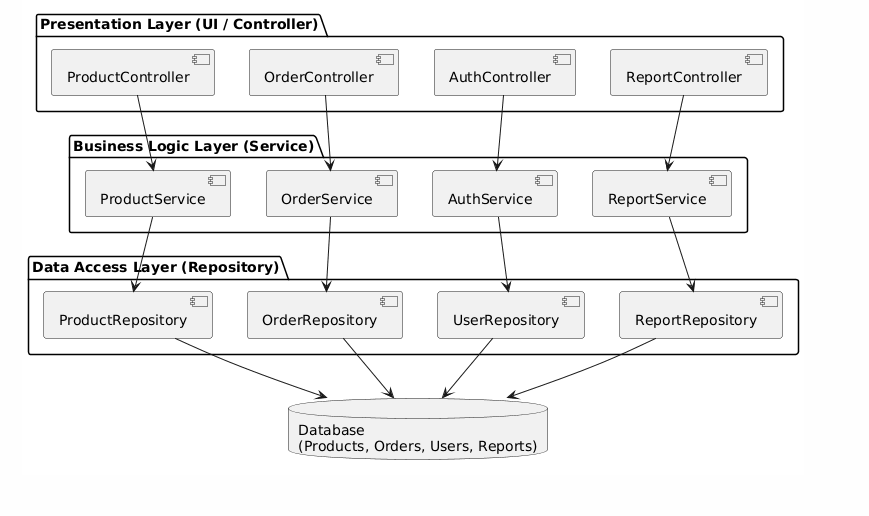 Presentation Layer (UI / Controller)
ProductController
OrderController
AuthController
ReportController
Business Logic Layer (Service)
ProductService
OrderService
AuthService
ReportService
Data Access Layer (Repository)
ProductRepository
OrderRepository
UserRepository
ReportRepository
Database
(Products, Orders, Users, Reports)